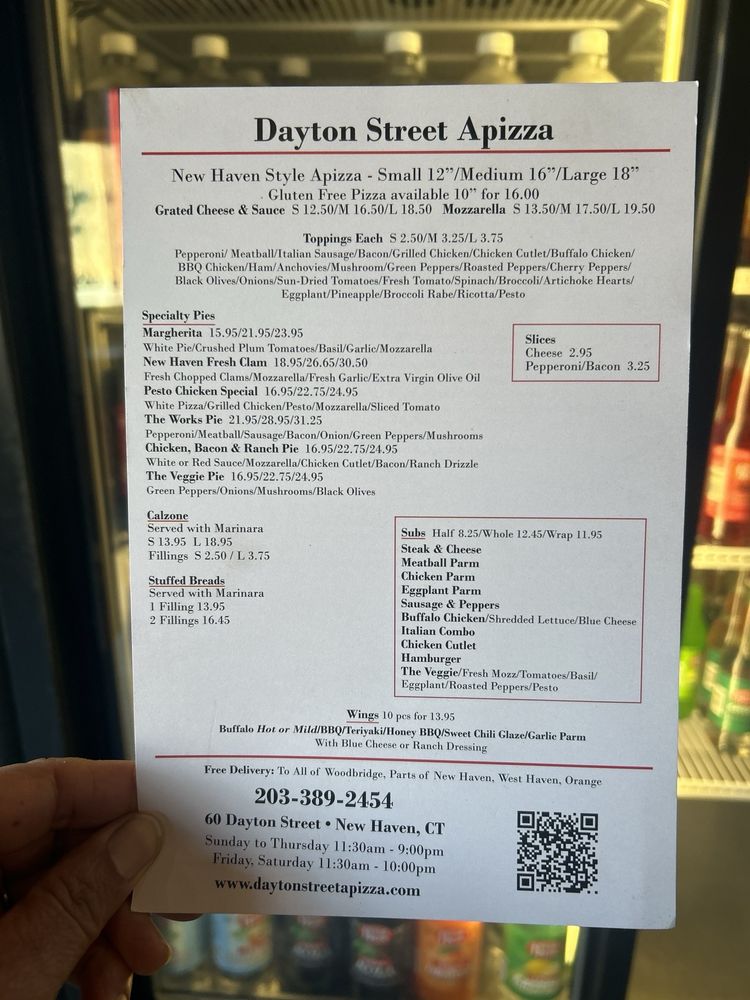 Dayton Street Apizza
New Haven Style Apizza - Small 12”/Medium 16”/Large 18”
Gluten Free Pizza available 10” for 16.00
Grated Cheese & Sauce S 12.50/M 16.50/L 18.50 Mozzarella S 13.50/M 17.50/L 19.50
Toppings Each S 2.50/M 3.25/L 3.75
Pepperoni/ Meatball/Italian Sausage/Bacon/Grilled Chicken/Chicken Cutlet/Buffalo Chicken/
BBQ Chicken/Ham/Anchovies/Mushroom/Green Peppers/Roasted Peppers/Cherry Peppers/
Black Olives/Onions/Sun-Dried Tomatoes/Fresh Tomato/Spinach/Broccoli/Artichoke Hearts/
Eggplant/Pineapple/Broccoli Rabe/Ricotta/Pesto
Specialty Pies
Margherita 15.95/21.95/23.95
White Pie/Crushed Plum Tomatoes/Basil/Garlic/Mozzarella
New Haven Fresh Clam 18.95/26.65/30.50
Fresh Chopped Clams/Mozzarella/Fresh Garlic/Extra Virgin Olive Oil
Pesto Chicken Special 16.95/22.75/24.95
White Pizza/Grilled Chicken/Pesto/Mozzarella/Sliced Tomato
The Works Pie 21.95/28.95/31.25
Pepperoni/Meatball/Sausage/Bacon/Onion/Green Peppers/Mushrooms
Chicken, Bacon & Ranch Pie 16.95/22.75/24.95
White or Red Sauce/Mozzarella/Chicken Cutlet/Bacon/Ranch Drizzle
The Veggie Pie 16.95/22.75/24.95
Green Peppers/Onions/Mushrooms/Black Olives
Slices
Cheese 2.95
Pepperoni/Bacon 3.25
Calzone
Served with Marinara
S 13.95 L 18.95
Fillings S 2.50 / L 3.75
Stuffed Breads
Served with Marinara
1 Filling 13.95
2 Fillings 16.45
Subs Half 8.25/Whole 12.45/Wrap 11.95
Steak & Cheese
Meatball Parm
Chicken Parm
Eggplant Parm
Sausage & Peppers
Buffalo Chicken/Shredded Lettuce/Blue Cheese
Italian Combo
Chicken Cutlet
Hamburger
The Veggie/Fresh Mozz/Tomatoes/Basil/
Eggplant/Roasted Peppers/Pesto
Wings 10 pcs for 13.95
Buffalo Hot or Mild/BBQ/Teriyaki/Honey BBQ/Sweet Chili Glaze/Garlic Parm
With Blue Cheese or Ranch Dressing
Free Delivery: To All of Woodbridge, Parts of New Haven, West Haven, Orange
203-389-2454
60 Dayton Street • New Haven, CT
Sunday to Thursday 11:30am - 9:00pm
Friday, Saturday 11:30am - 10:00pm
www.daytonstreetapizza.com